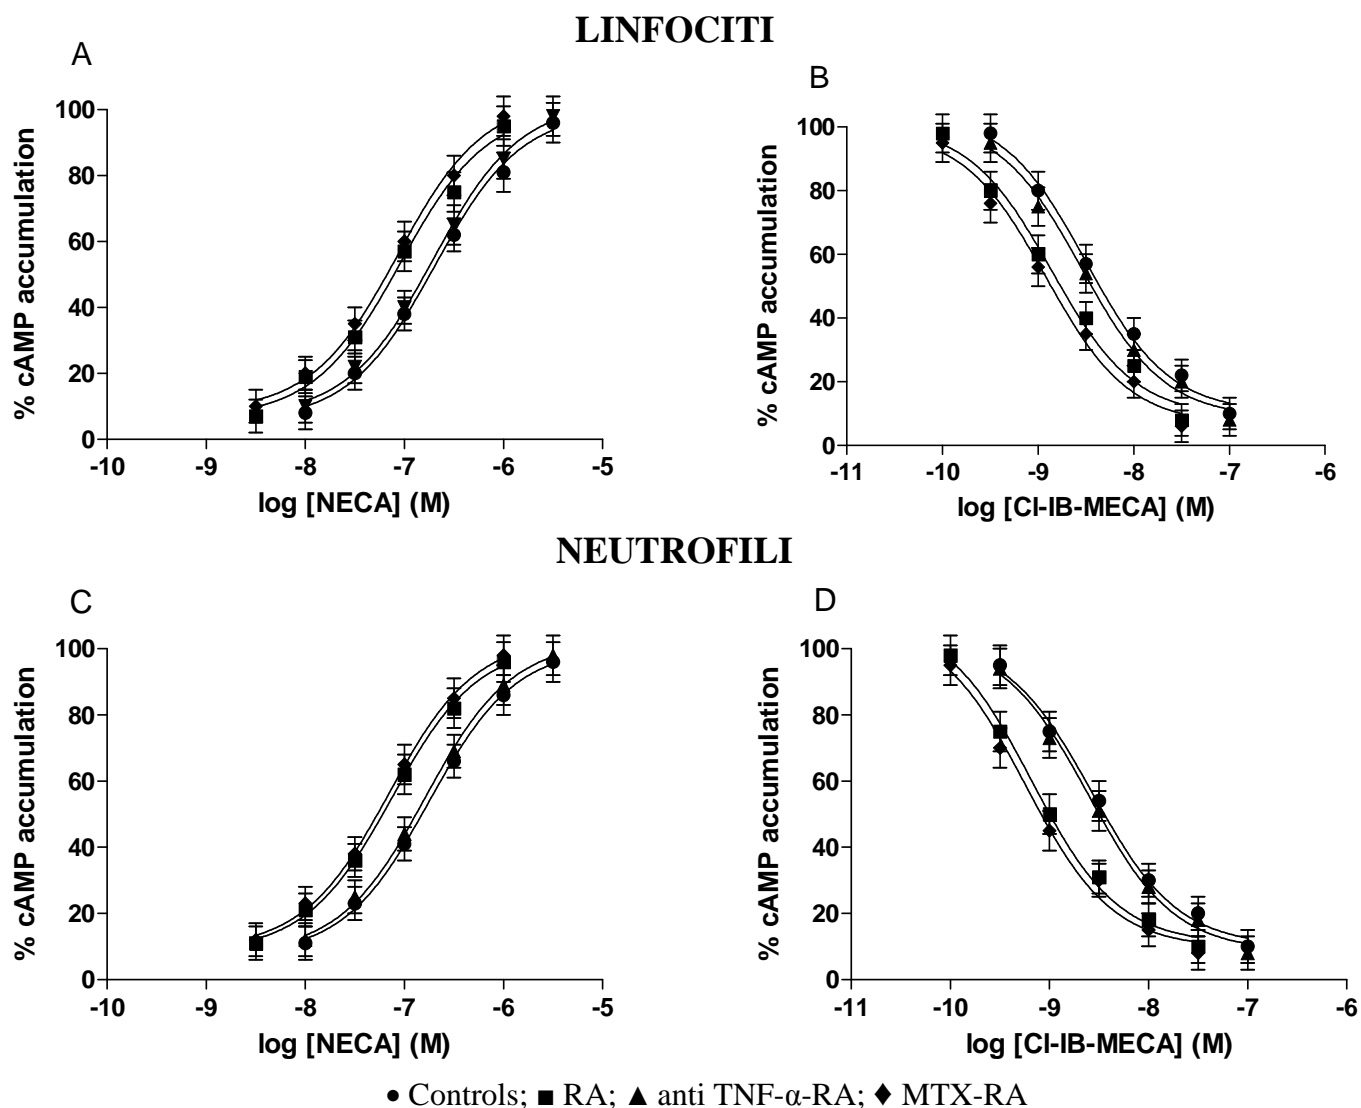 LINFOCITI
A
B
% cAMP accumulation
100
80
60
40
20
0
-10 -9 -8 -7 -6 -5
log [NECA] (M)
% cAMP accumulation
100
80
60
40
20
0
-11 -10 -9 -8 -7 -6
log [Cl-IB-MECA] (M)
NEUTROFILI
C
D
% cAMP accumulation
100
80
60
40
20
0
-10 -9 -8 -7 -6 -5
log [NECA] (M)
% cAMP accumulation
100
80
60
40
20
0
-11 -10 -9 -8 -7 -6
log [Cl-IB-MECA] (M)
● Controls; ■ RA; ▲ anti TNF-α-RA; ♦ MTX-RA